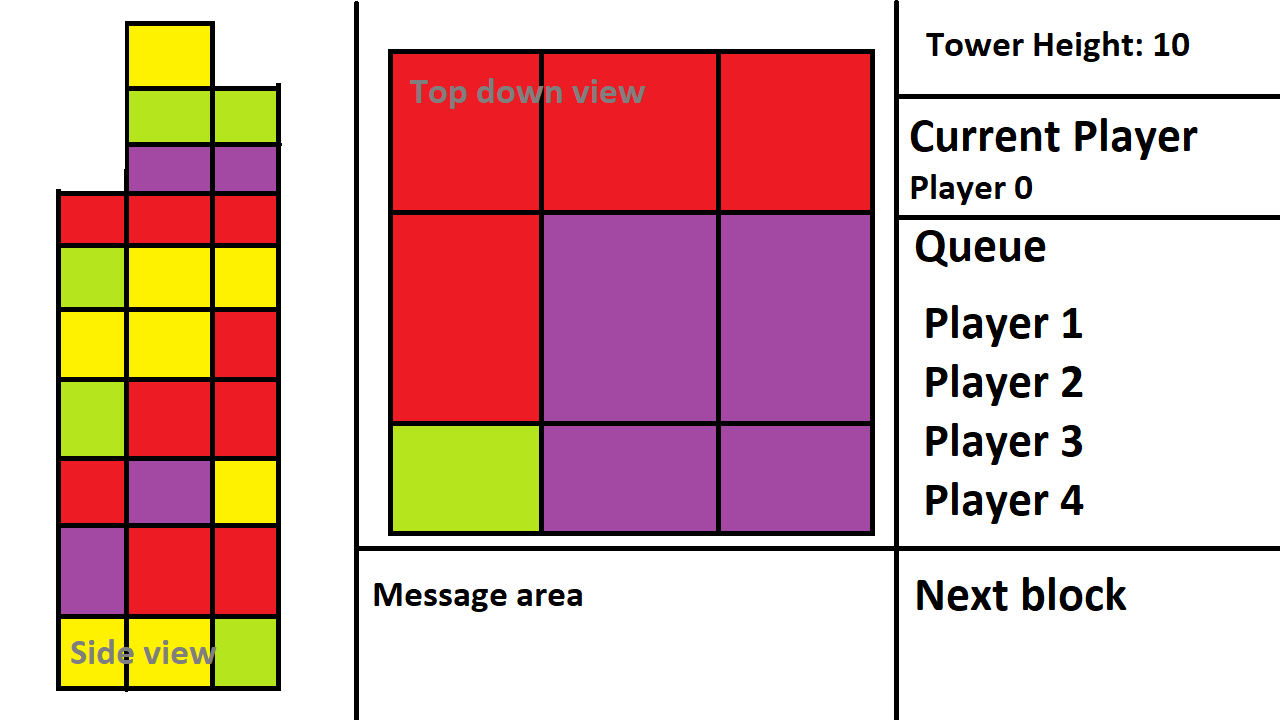 Top down view
Side view
Message area
Tower Height: 10
Current Player
Player 0
Queue
Player 1
Player 2
Player 3
Player 4
Next block